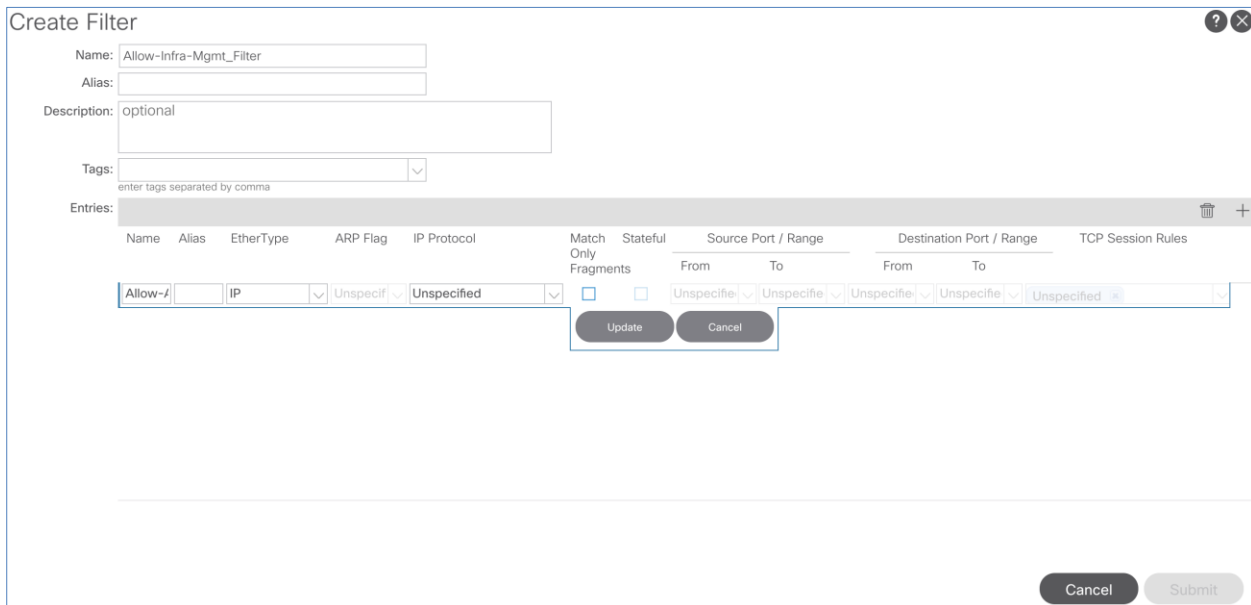 Create Filter
?
Name: Allow-Infra-Mgmt_Filter
Alias:
Description: optional
Tags:
enter tags separated by comma
Entries:
Name Alias EtherType ARP Flag IP Protocol Match Only Fragments Stateful Source Port / Range Destination Port / Range TCP Session Rules
From To From To
Allow-A IP Unspecif Unspecified Unspecifie Unspecifie Unspecifie Unspecifie Unspecified
Update Cancel
Cancel Submit